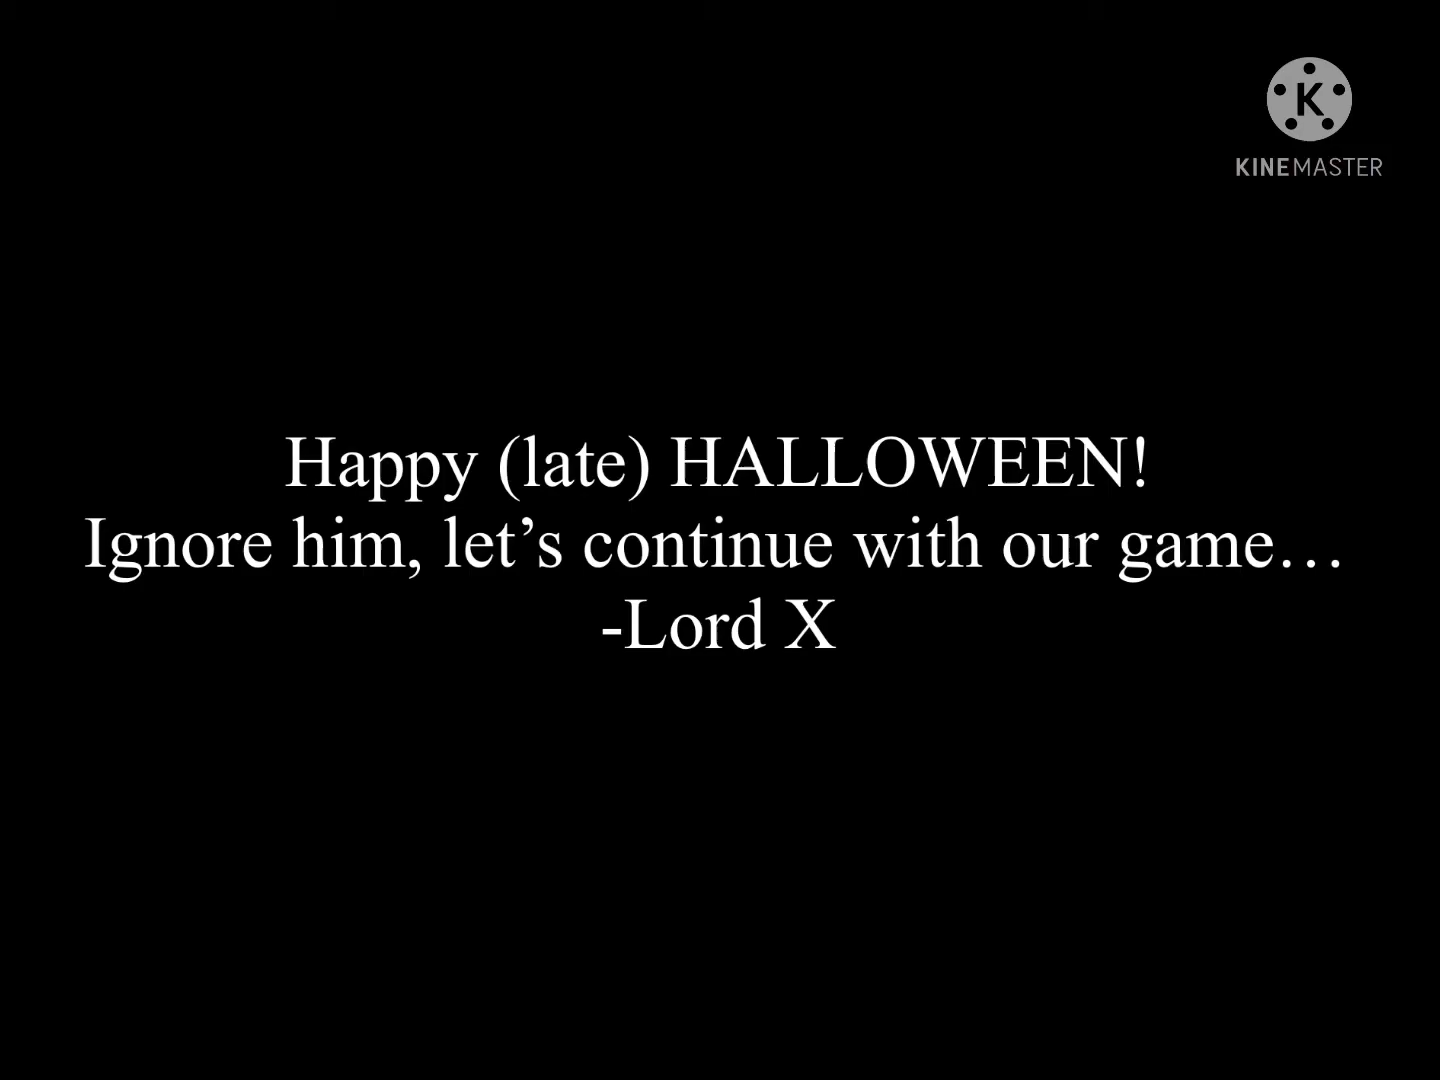 K
KINEMASTER
Happy (late) HALLOWEEN!
Ignore him, let’s continue with our game…
-Lord X